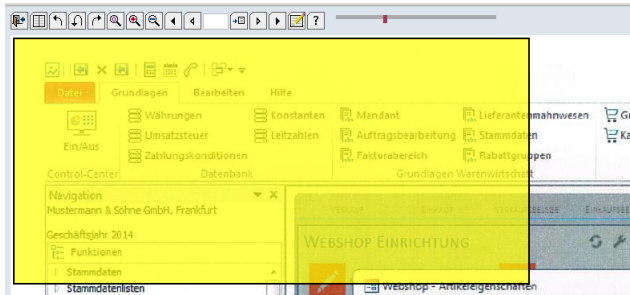 ?
Datei Grundlagen Bearbeiten Hilfe
Währungen Konstanten Mandant Lieferantenmahnwesen
Umsatzsteuer Leitzahlen Auftragsbearbeitung Stammdaten
Ein/Aus
Zahlungskonditionen Fakturabereich Rabattgruppen
Control-Center Datenbank Grundlagen Warenwirtschaft
Navigation
Mustermann & Söhne GmbH, Frankfurt
Geschäftsjahr 2014
WEBSHOP EINRICHTUNG
Funktionen
Stammdaten
Stammdatenlisten
Webshop - Artikeleigenschaften